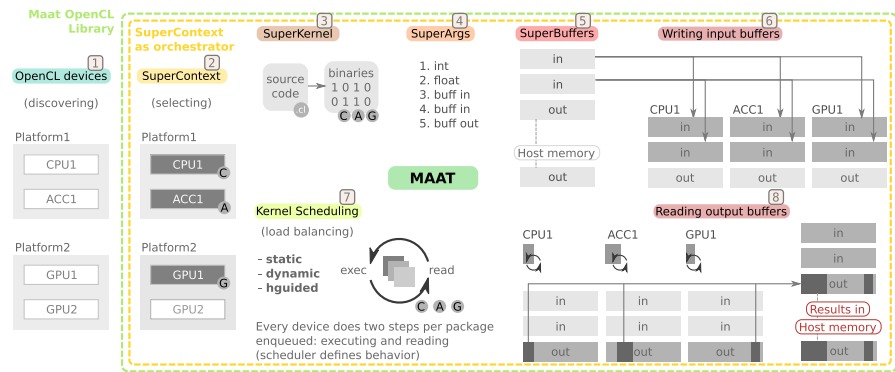 Maat OpenCL
Library
1
OpenCL devices
(discovering)
Platform1
CPU1
ACC1
Platform2
GPU1
GPU2
SuperContext
as orchestrator
2
SuperContext
(selecting)
Platform1
CPU1
C
ACC1
A
Platform2
GPU1
G
GPU2
3
SuperKernel
source
code
.cl
binaries
1 0 1 0
0 1 1 0
C A G
4
SuperArgs
1. int
2. float
3. buff in
4. buff in
5. buff out
5
SuperBuffers
in
in
out
Host memory
out
6
Writing input buffers
CPU1
ACC1
GPU1
in
in
in
in
in
in
out
out
out
MAAT
7
Kernel Scheduling
(load balancing)
- static
- dynamic
- hguided
exec
read
C A G
Every device does two steps per package
enqueued: executing and reading
(scheduler defines behavior)
8
Reading output buffers
CPU1
ACC1
GPU1
in
in
in
in
in
in
out
out
out
in
in
out
Results in
Host memory
out